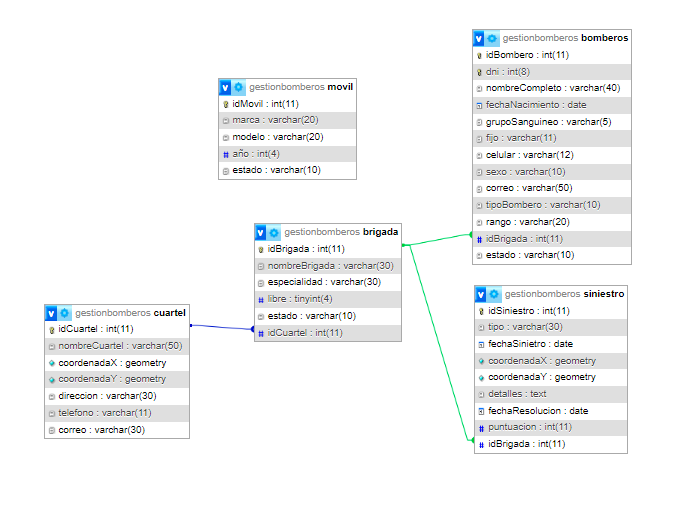 gestionbomberos bomberos
idBombero : int(11)
dni : int(8)
nombreCompleto : varchar(40)
fechaNacimiento : date
grupoSanguineo : varchar(5)
fijo : varchar(11)
celular : varchar(12)
sexo : varchar(10)
correo : varchar(50)
tipoBombero : varchar(10)
rango : varchar(20)
idBrigada : int(11)
estado : varchar(10)
gestionbomberos movil
idMovil : int(11)
marca : varchar(20)
modelo : varchar(20)
año : int(4)
estado : varchar(10)
gestionbomberos brigada
idBrigada : int(11)
nombreBrigada : varchar(30)
especialidad : varchar(30)
libre : tinyint(4)
estado : varchar(10)
idCuartel : int(11)
gestionbomberos siniestro
idSiniestro : int(11)
tipo : varchar(30)
fechaSinietro : date
coordenadaX : geometry
coordenadaY : geometry
detalles : text
fechaResolucion : date
puntuacion : int(11)
idBrigada : int(11)
gestionbomberos cuartel
idCuartel : int(11)
nombreCuartel : varchar(50)
coordenadaX : geometry
coordenadaY : geometry
direccion : varchar(30)
telefono : varchar(11)
correo : varchar(30)